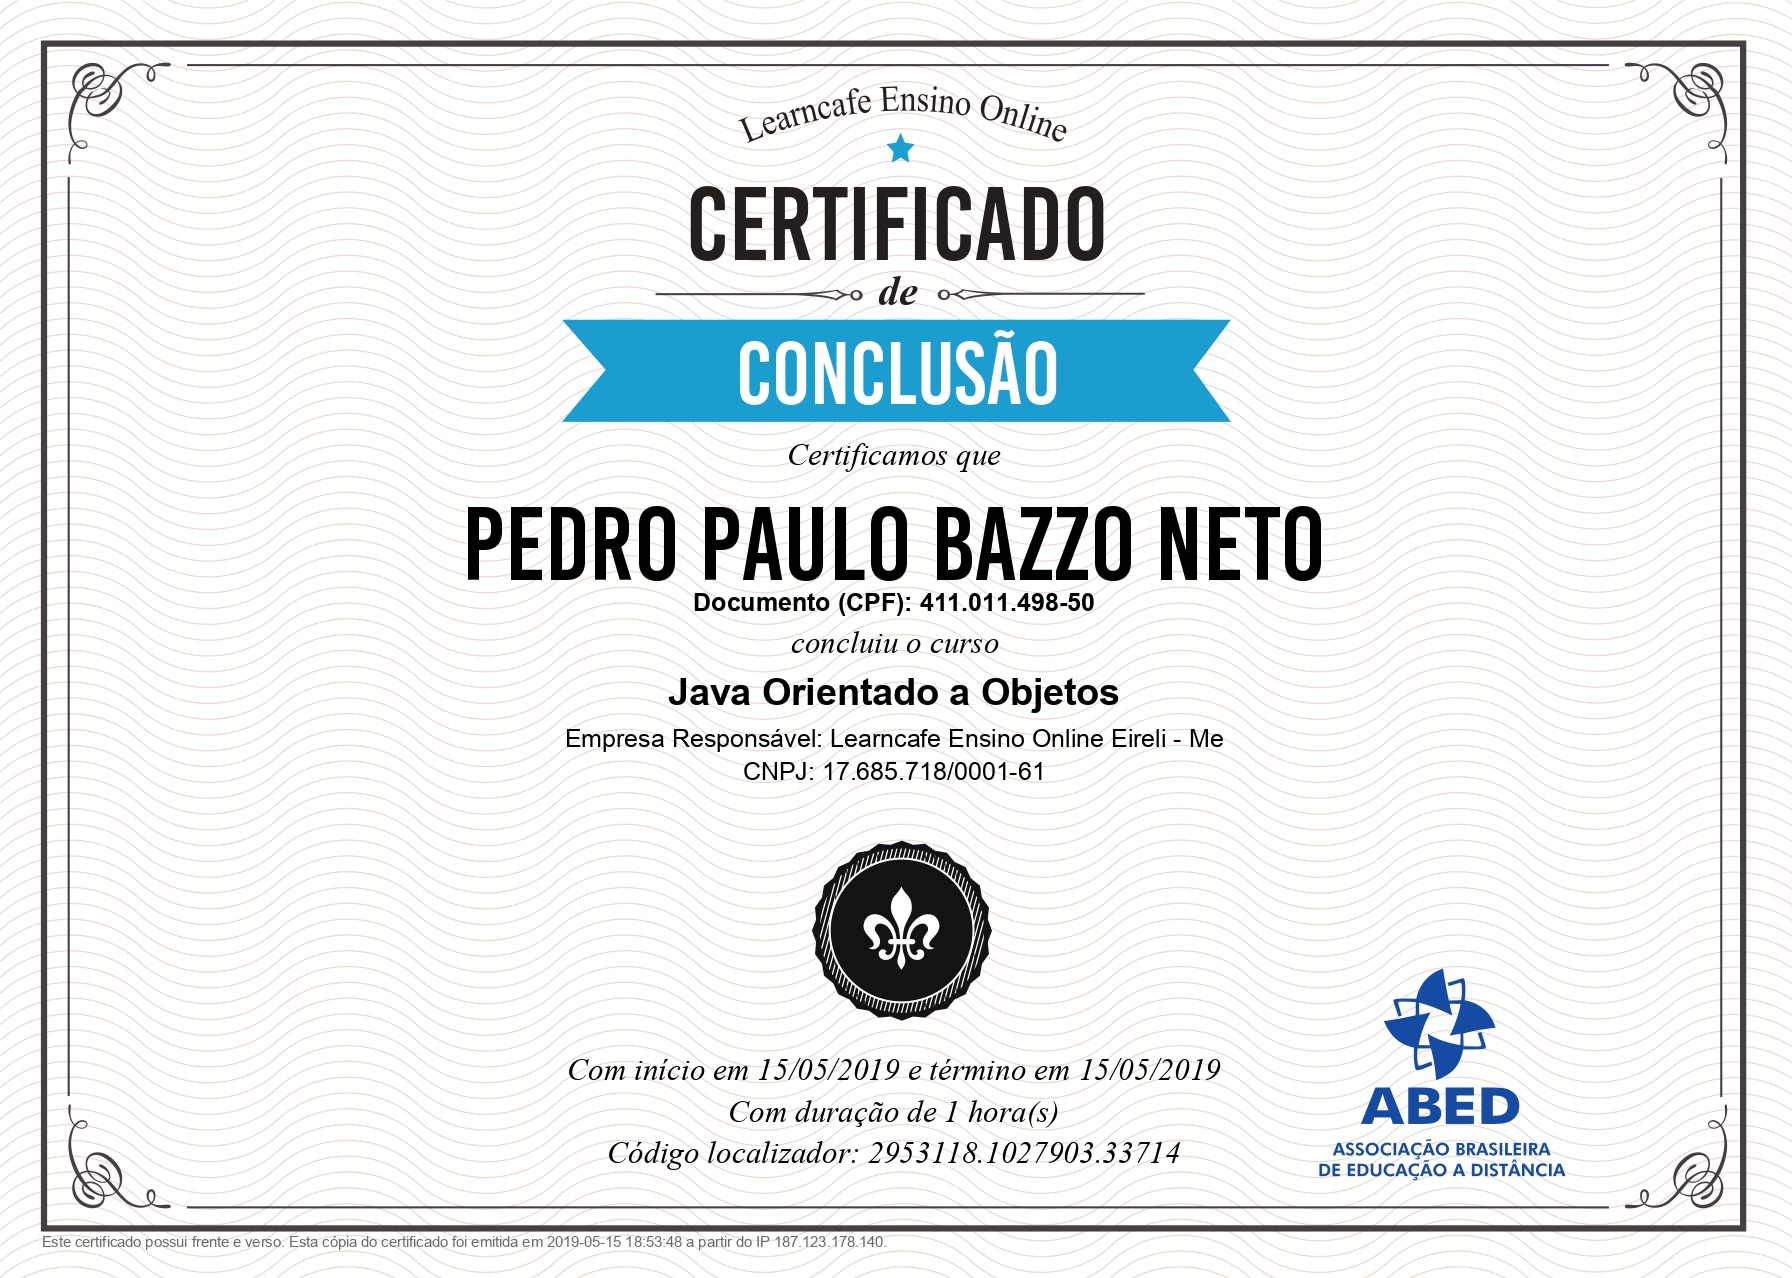 Learncafe Ensino Online
CERTIFICADO
de
CONCLUSÃO
Certificamos que
PEDRO PAULO BAZZO NETO
Documento (CPF): 411.011.498-50
concluiu o curso
Java Orientado a Objetos
Empresa Responsável: Learncafe Ensino Online Eireli - Me
CNPJ: 17.685.718/0001-61
Com início em 15/05/2019 e término em 15/05/2019
Com duração de 1 hora(s)
Código localizador: 2953118.1027903.33714
ABED
ASSOCIAÇÃO BRASILEIRA
DE EDUCAÇÃO A DISTÂNCIA
Este certificado possui frente e verso. Esta cópia do certificado foi emitida em 2019-05-15 18:53:48 a partir do IP 187.123.178.140.